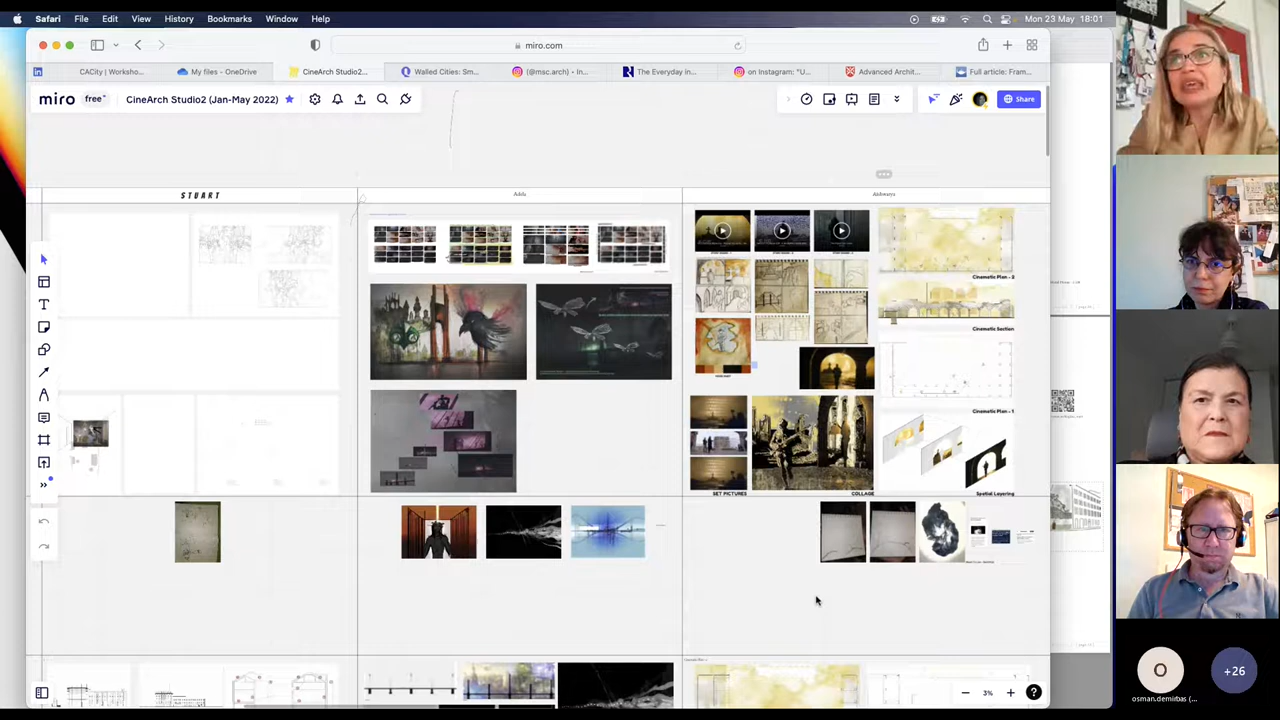 Safari File Edit View History Bookmarks Window Help Mon 23 May 18:01
miro.com
CACity | Worksho... My files - OneDrive CineArch Studio2... Walled Cities: Sm... (@msc.arch) • In... The Everyday in... on Instagram: "U... Advanced Archit... Full article: Fram...
miro free CineArch Studio2 (Jan-May 2022) Share
STUART
Cinematic Plan - 2
Cinematic Section
Cinematic Plan - 1
SET PICTURES COLLAGE Spatial Layering
3%
O +26
osman.demirbas (...